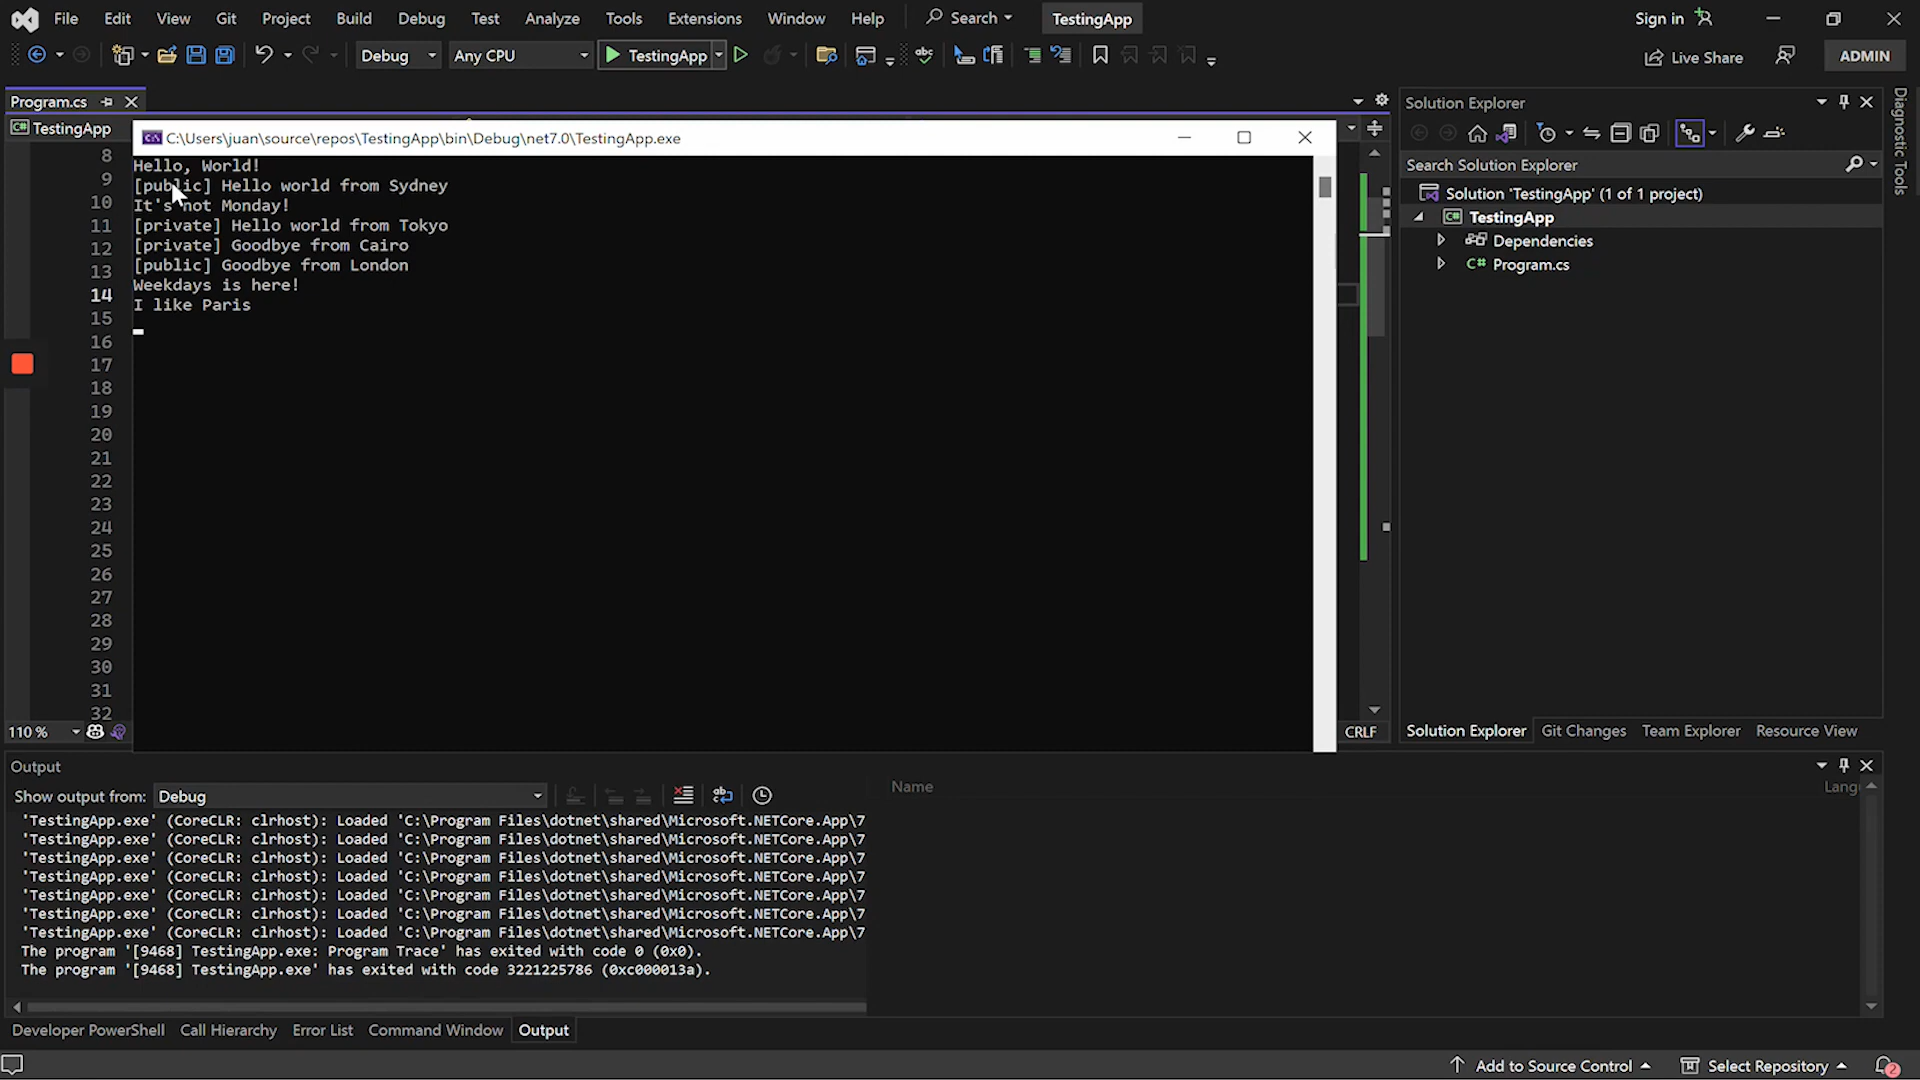 File Edit View Git Project Build Debug Test Analyze Tools Extensions Window Help Search TestingApp Sign in
Debug Any CPU TestingApp Live Share ADMIN
Program.cs
TestingApp
C:\Users\juan\source\repos\TestingApp\bin\Debug\net7.0\TestingApp.exe
Hello, World!
[public] Hello world from Sydney
It's not Monday!
[private] Hello world from Tokyo
[private] Goodbye from Cairo
[public] Goodbye from London
Weekdays is here!
I like Paris
8
9
10
11
12
13
14
15
16
17
18
19
20
21
22
23
24
25
26
27
28
29
30
31
32
110 %
CRLF
Solution Explorer
Search Solution Explorer
Solution 'TestingApp' (1 of 1 project)
TestingApp
Dependencies
C# Program.cs
Solution Explorer Git Changes Team Explorer Resource View
Diagnostic Tools
Output
Show output from: Debug
'TestingApp.exe' (CoreCLR: clrhost): Loaded 'C:\Program Files\dotnet\shared\Microsoft.NETCore.App\7
'TestingApp.exe' (CoreCLR: clrhost): Loaded 'C:\Program Files\dotnet\shared\Microsoft.NETCore.App\7
'TestingApp.exe' (CoreCLR: clrhost): Loaded 'C:\Program Files\dotnet\shared\Microsoft.NETCore.App\7
'TestingApp.exe' (CoreCLR: clrhost): Loaded 'C:\Program Files\dotnet\shared\Microsoft.NETCore.App\7
'TestingApp.exe' (CoreCLR: clrhost): Loaded 'C:\Program Files\dotnet\shared\Microsoft.NETCore.App\7
'TestingApp.exe' (CoreCLR: clrhost): Loaded 'C:\Program Files\dotnet\shared\Microsoft.NETCore.App\7
'TestingApp.exe' (CoreCLR: clrhost): Loaded 'C:\Program Files\dotnet\shared\Microsoft.NETCore.App\7
The program '[9468] TestingApp.exe: Program Trace' has exited with code 0 (0x0).
The program '[9468] TestingApp.exe' has exited with code 3221225786 (0xc000013a).
Name Lang
Developer PowerShell Call Hierarchy Error List Command Window Output
Add to Source Control Select Repository 2